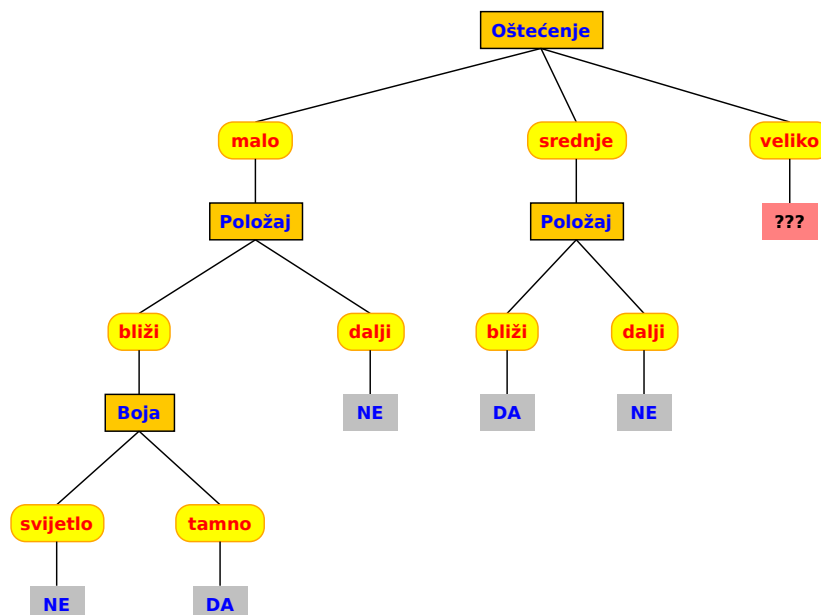 Oštećenje
malo
srednje
veliko
Položaj
Položaj
???
bliži
dalji
bliži
dalji
Boja
NE
DA
NE
svijetlo
tamno
NE
DA